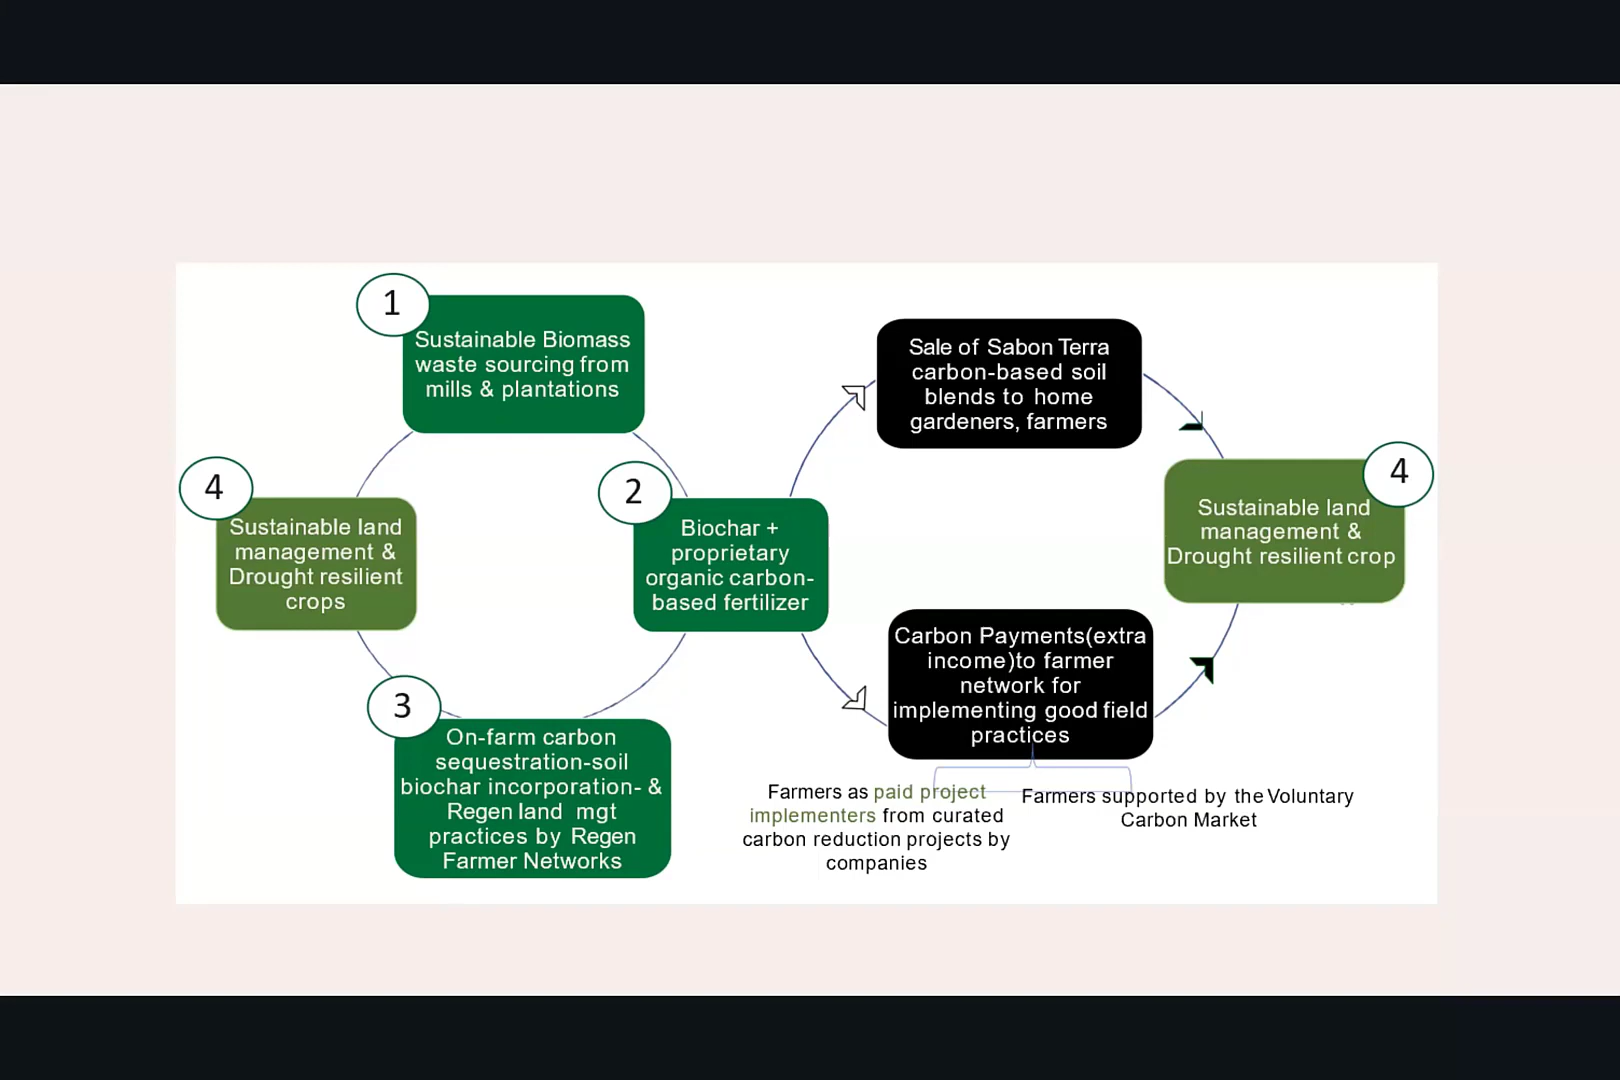 1
Sustainable Biomass
waste sourcing from
mills & plantations
2
Biochar +
proprietary
organic carbon-
based fertilizer
3
On-farm carbon
sequestration-soil
biochar incorporation- &
Regen land mgt
practices by Regen
Farmer Networks
4
Sustainable land
management &
Drought resilient
crops
Sale of Sabon Terra
carbon-based soil
blends to home
gardeners, farmers
Carbon Payments(extra
income)to farmer
network for
implementing good field
practices
Farmers as paid project
implementers from curated
carbon reduction projects by
companies
Farmers supported by the Voluntary
Carbon Market
4
Sustainable land
management &
Drought resilient crop